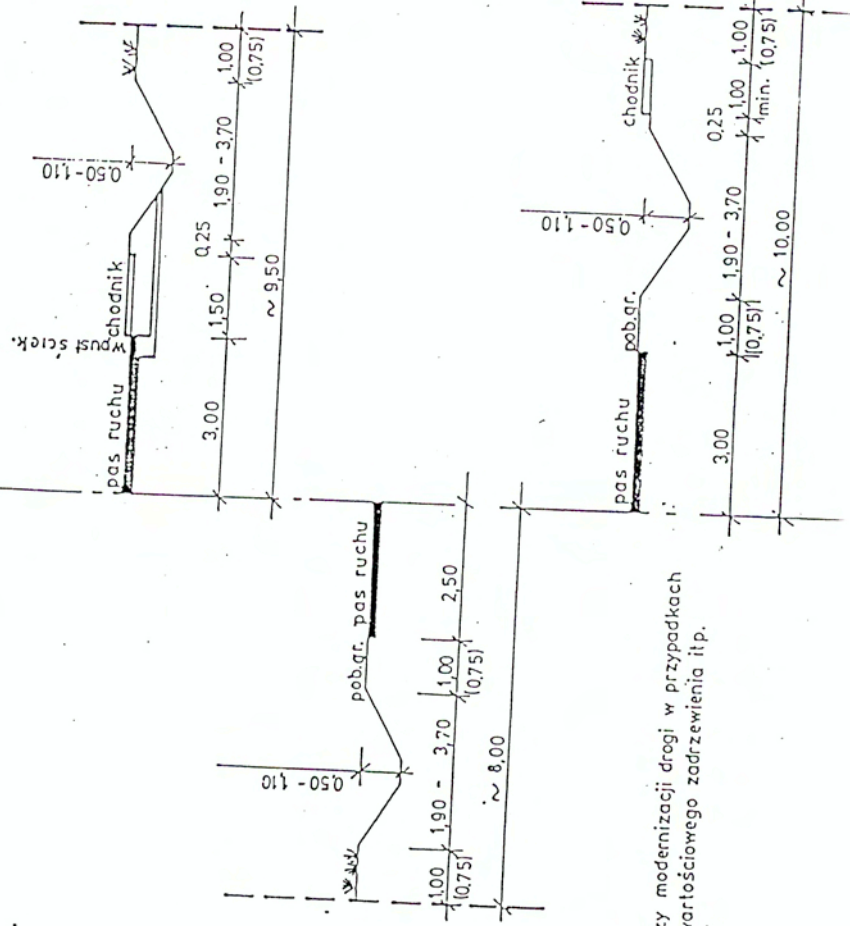 pas ruchu
wpust ściek.
chodnik
0,50-1,10
3,00
1,50
0,25
1,90 - 3,70
1,00
(0,75)
~ 9,50
pob.gr. pas ruchu
0,50-1,10
1,00
(0,75)
1,90 - 3,70
1,00
(0,75)
2,50
~ 8,00
pas ruchu
pob.gr.
chodnik
0,50-1,10
3,00
1,00
(0,75)
1,90 - 3,70
0,25
1,00
min.
1,00
(0,75)
~ 10,00
zy modernizacji drogi w przypadkach
wartościowego zadrzewienia itp.